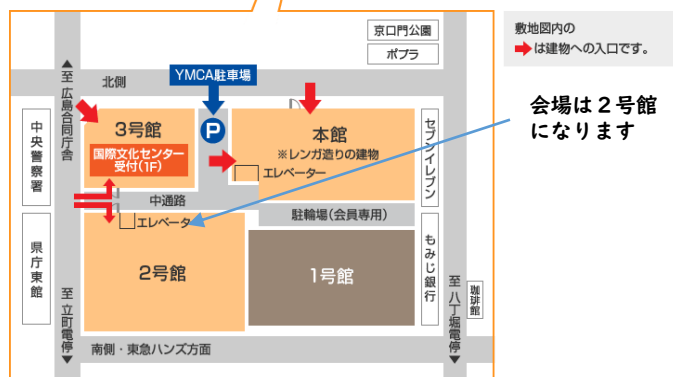 京口門公園
ポプラ
敷地図内の
➡は建物への入口です。
会場は２号館
になります
▲至 広島合同庁舎
北側
YMCA駐車場
P
3号館
国際文化センター
受付(1F)
本館
※レンガ造りの建物
エレベーター
セブンイレブン
中央警察署
中通路
駐輪場(会員専用)
エレベータ
2号館
1号館
県庁東館
もみじ銀行
至 立町電停▼
至 八丁堀電停▼
珈琲館
南側・東急ハンズ方面